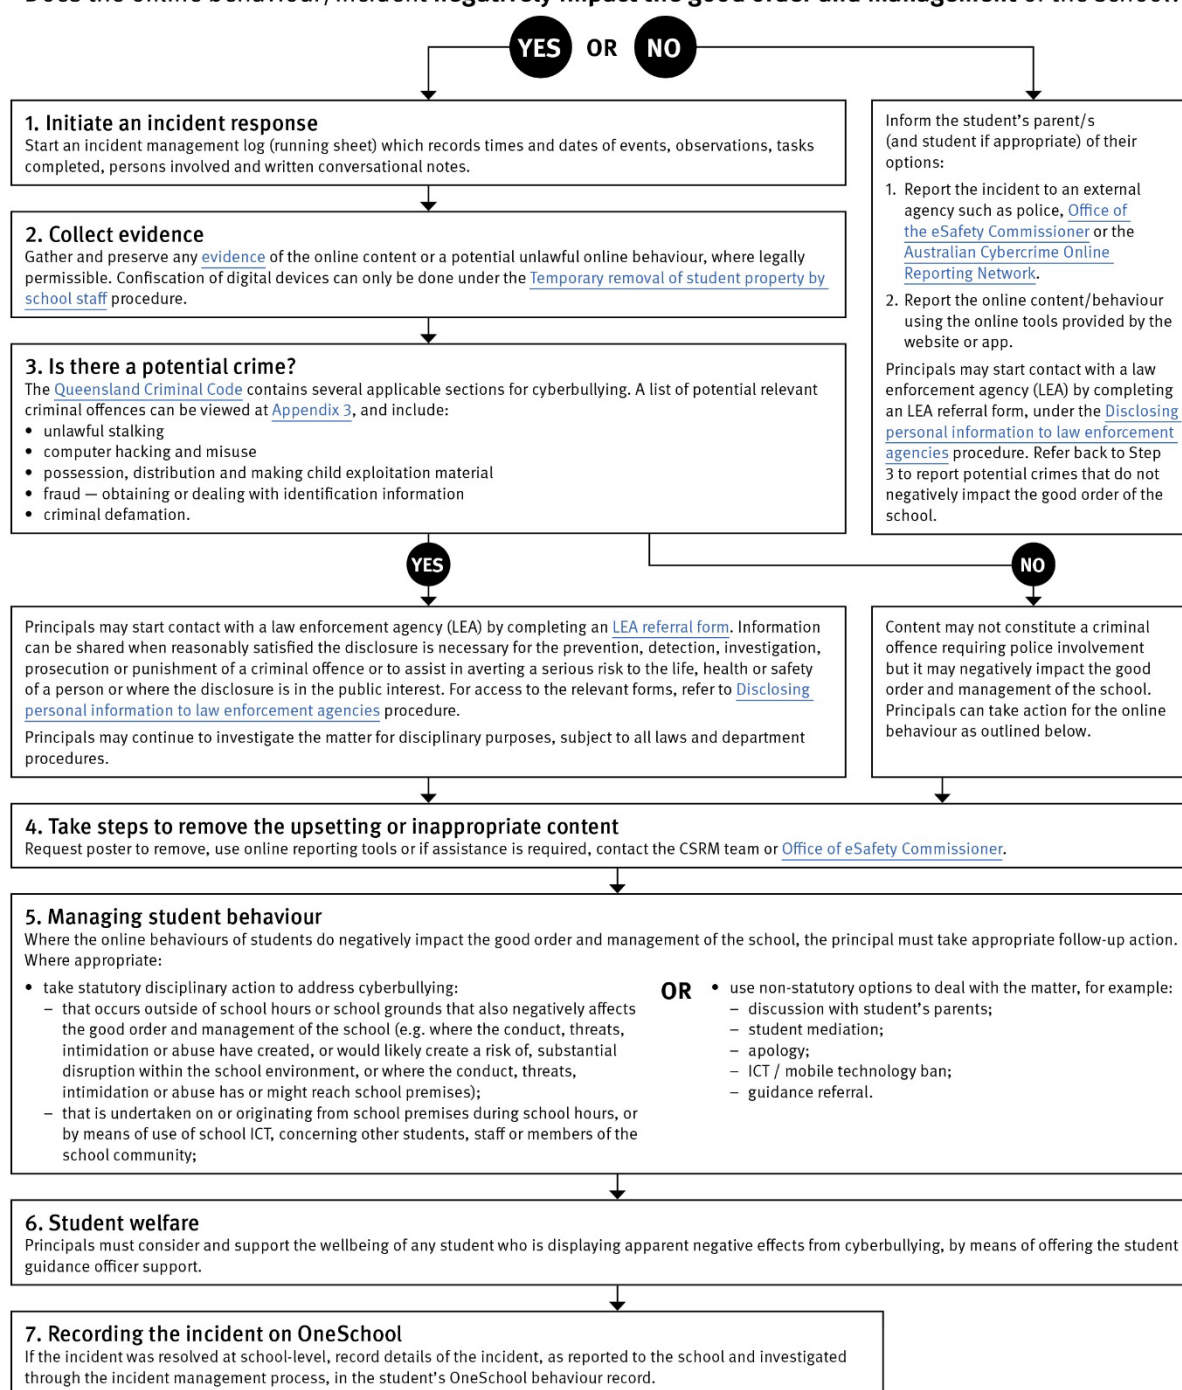 Does the online behaviour/incident negatively impact the good order and management of the school?
YES OR NO
1. Initiate an incident response
Start an incident management log (running sheet) which records times and dates of events, observations, tasks
completed, persons involved and written conversational notes.
2. Collect evidence
Gather and preserve any evidence of the online content or a potential unlawful online behaviour, where legally
permissible. Confiscation of digital devices can only be done under the Temporary removal of student property by
school staff procedure.
3. Is there a potential crime?
The Queensland Criminal Code contains several applicable sections for cyberbullying. A list of potential relevant
criminal offences can be viewed at Appendix 3, and include:
• unlawful stalking
• computer hacking and misuse
• possession, distribution and making child exploitation material
• fraud — obtaining or dealing with identification information
• criminal defamation.
Inform the student's parent/s
(and student if appropriate) of their
options:
1. Report the incident to an external
agency such as police, Office of
the eSafety Commissioner or the
Australian Cybercrime Online
Reporting Network.
2. Report the online content/behaviour
using the online tools provided by the
website or app.
Principals may start contact with a law
enforcement agency (LEA) by completing
an LEA referral form, under the Disclosing
personal information to law enforcement
agencies procedure. Refer back to Step
3 to report potential crimes that do not
negatively impact the good order of the
school.
YES
NO
Principals may start contact with a law enforcement agency (LEA) by completing an LEA referral form. Information
can be shared when reasonably satisfied the disclosure is necessary for the prevention, detection, investigation,
prosecution or punishment of a criminal offence or to assist in averting a serious risk to the life, health or safety
of a person or where the disclosure is in the public interest. For access to the relevant forms, refer to Disclosing
personal information to law enforcement agencies procedure.
Principals may continue to investigate the matter for disciplinary purposes, subject to all laws and department
procedures.
Content may not constitute a criminal
offence requiring police involvement
but it may negatively impact the good
order and management of the school.
Principals can take action for the online
behaviour as outlined below.
4. Take steps to remove the upsetting or inappropriate content
Request poster to remove, use online reporting tools or if assistance is required, contact the CSRM team or Office of eSafety Commissioner.
5. Managing student behaviour
Where the online behaviours of students do negatively impact the good order and management of the school, the principal must take appropriate follow-up action.
Where appropriate:
• take statutory disciplinary action to address cyberbullying:
– that occurs outside of school hours or school grounds that also negatively affects
the good order and management of the school (e.g. where the conduct, threats,
intimidation or abuse have created, or would likely create a risk of, substantial
disruption within the school environment, or where the conduct, threats,
intimidation or abuse has or might reach school premises);
– that is undertaken on or originating from school premises during school hours, or
by means of use of school ICT, concerning other students, staff or members of the
school community;
OR
• use non-statutory options to deal with the matter, for example:
– discussion with student's parents;
– student mediation;
– apology;
– ICT / mobile technology ban;
– guidance referral.
6. Student welfare
Principals must consider and support the wellbeing of any student who is displaying apparent negative effects from cyberbullying, by means of offering the student
guidance officer support.
7. Recording the incident on OneSchool
If the incident was resolved at school-level, record details of the incident, as reported to the school and investigated
through the incident management process, in the student's OneSchool behaviour record.